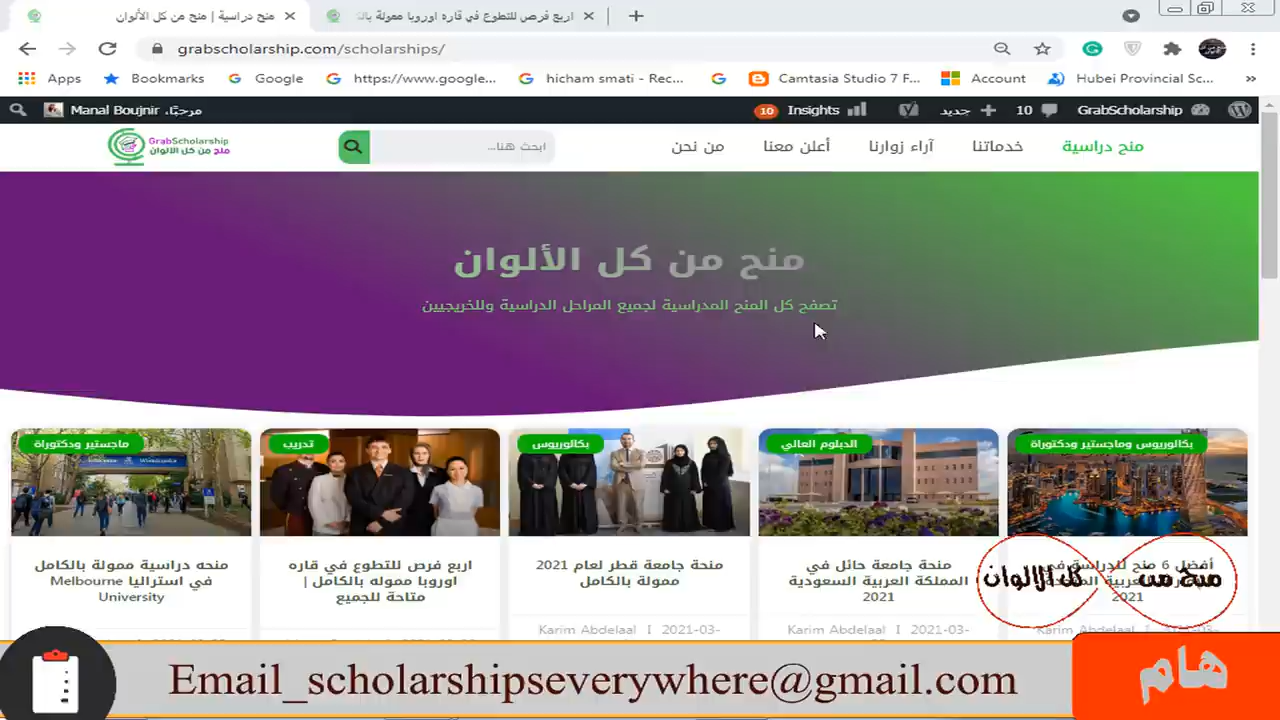 منح دراسية | منح من كل الألوان
اربع فرص للتطوع في قاره اوروبا ممولة بالك
grabscholarship.com/scholarships/
Apps
Bookmarks
Google
https://www.google...
hicham smati - Rec...
Camtasia Studio 7 F...
Account
Hubei Provincial Sc...
»
Manal Boujnir مرحبًا،
10 Insights
جديد
10
GrabScholarship
GrabScholarship
منح من كل الألوان
ابحث هنا...
من نحن
أعلن معنا
آراء زوارنا
خدماتنا
منح دراسية
منح من كل الألوان
تصفح كل المنح المدراسية لجميع المراحل الدراسية وللخريجيين
ماجستير ودكتوراة
تدريب
بكالوريوس
الدبلوم العالي
بكالوريوس وماجستير ودكتوراة
منحه دراسية ممولة بالكامل
في استراليا Melbourne
University
اربع فرص للتطوع في قاره
اوروبا مموله بالكامل |
متاحة للجميع
منحة جامعة قطر لعام 2021
ممولة بالكامل
منحة جامعة حائل في
المملكة العربية السعودية
2021
أفضل 6 منح للدراسة في
العربية المتحدة
2021
Karim Abdelaal I 2021-03-
Karim Abdelaal I 2021-03-
منح من كل الالوان
Email_scholarshipseverywhere@gmail.com
هام